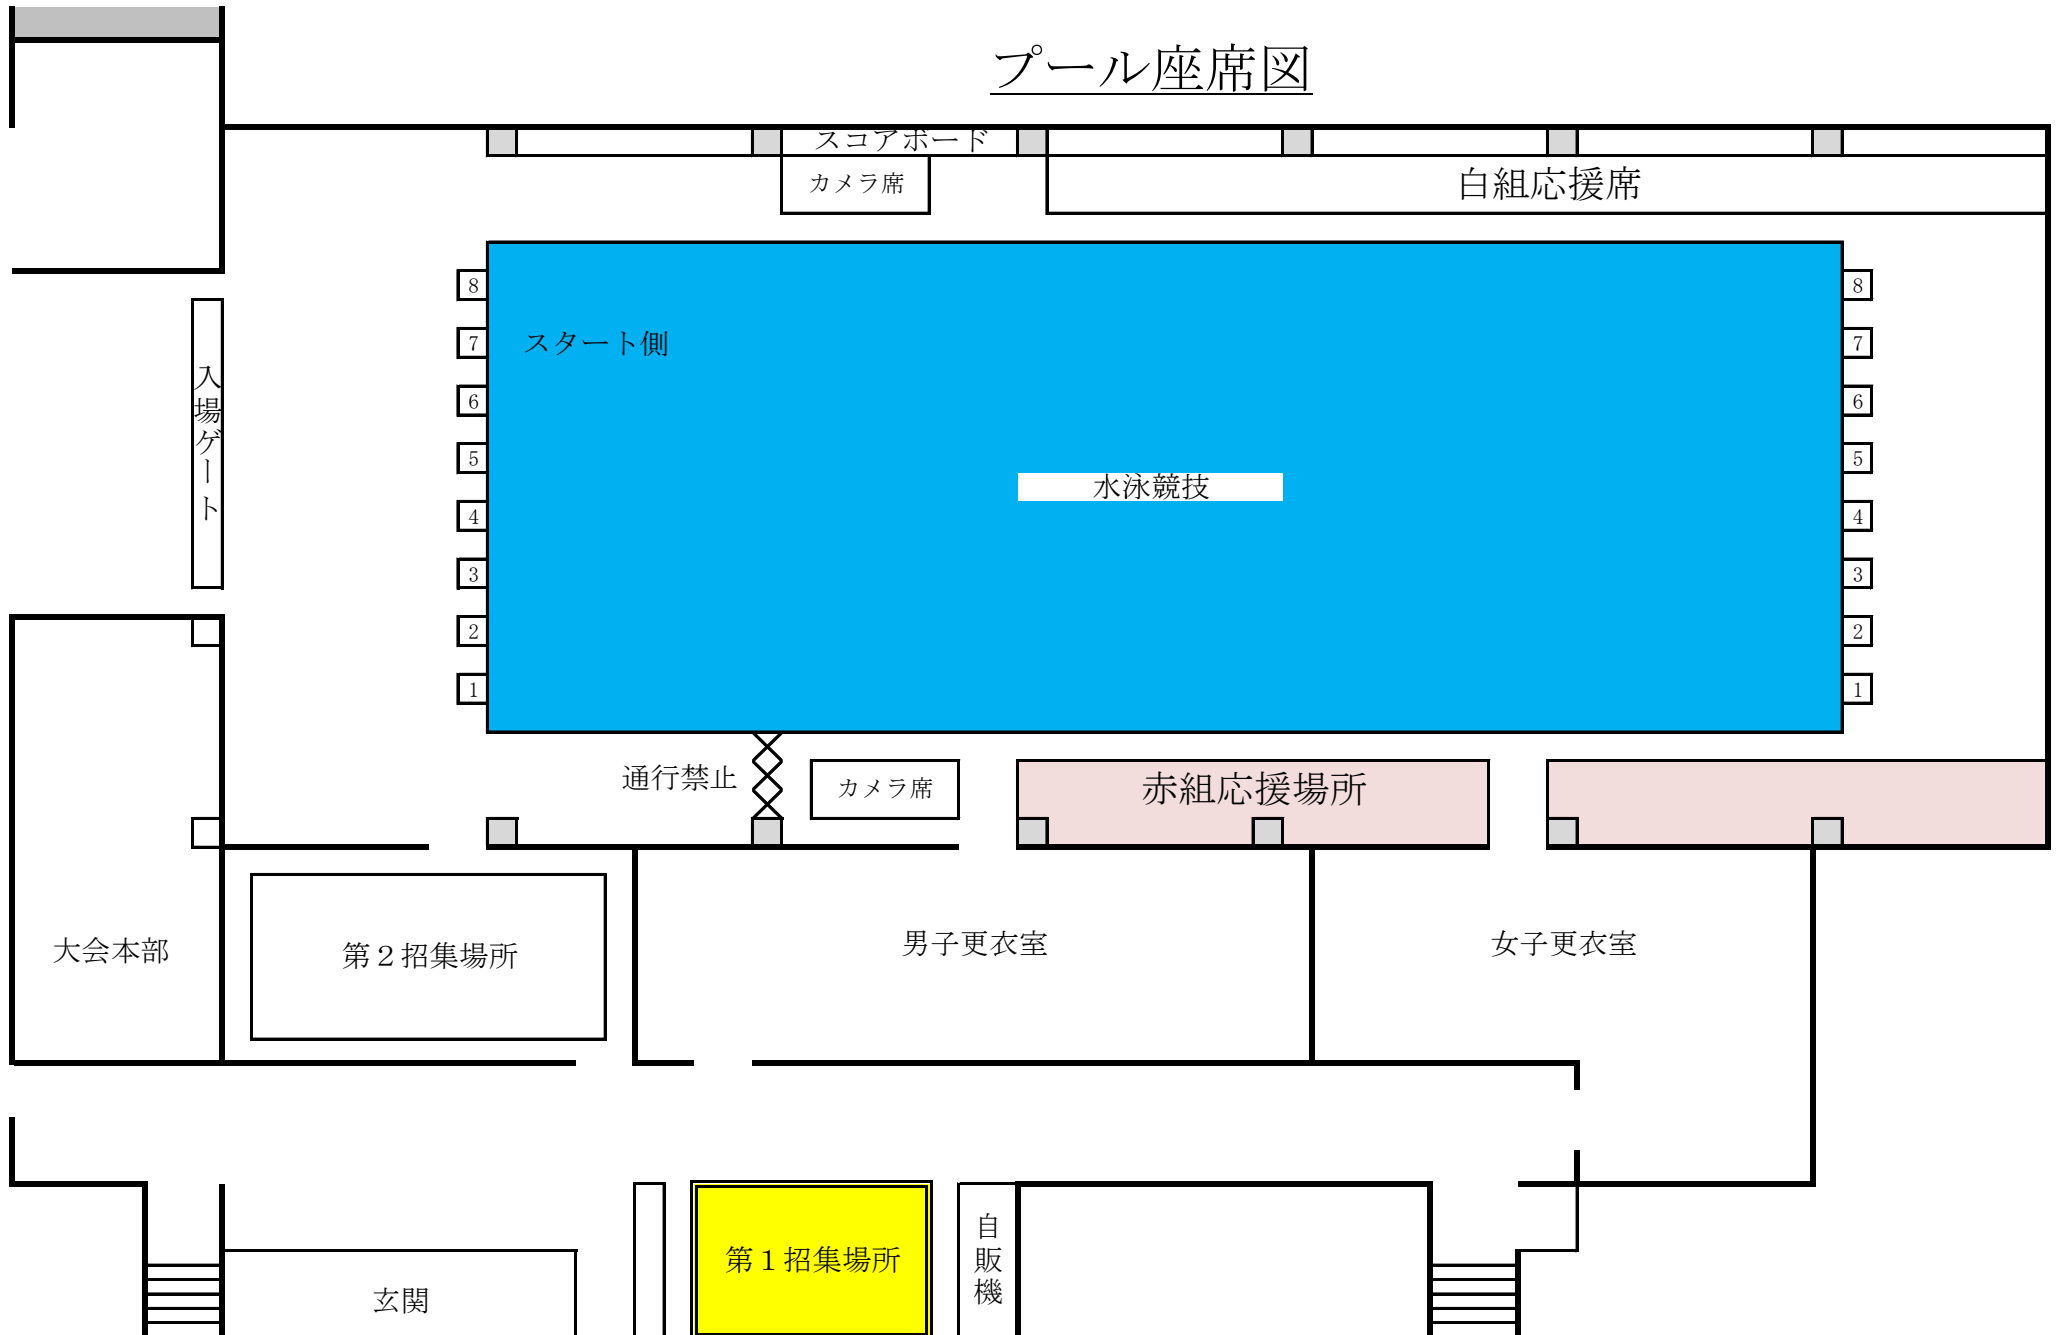 プール座席図
スコアボード
カメラ席
白組応援席
8
8
7
スタート側
7
入場ゲート
6
6
5
5
水泳競技
4
4
3
3
2
2
1
1
通行禁止
カメラ席
赤組応援場所
大会本部
第２招集場所
男子更衣室
女子更衣室
第１招集場所
自販機
玄関